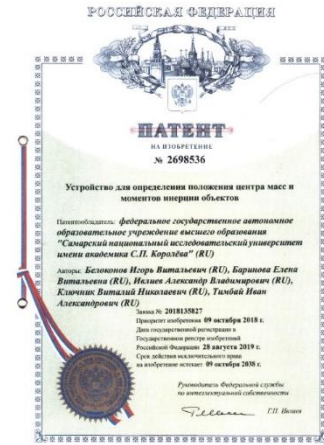 РОССИЙСКАЯ ФЕДЕРАЦИЯ
ПАТЕНТ
НА ИЗОБРЕТЕНИЕ
№ 2698536
Устройство для определения положения центра масс и
моментов инерции объектов
Патентообладатель: федеральное государственное автономное
образовательное учреждение высшего образования
"Самарский национальный исследовательский университет
имени академика С.П. Королёва" (RU)
Авторы: Белоконов Игорь Витальевич (RU), Баринова Елена
Витальевна (RU), Ивлиев Александр Владимирович (RU),
Ключник Виталий Николаевич (RU), Тимбай Иван
Александрович (RU)
Заявка № 2018135827
Приоритет изобретения 09 октября 2018 г.
Дата государственной регистрации в
Государственном реестре изобретений
Российской Федерации 28 августа 2019 г.
Срок действия исключительного права
на изобретение истекает 09 октября 2038 г.
Руководитель Федеральной службы
по интеллектуальной собственности
Г.П. Ивлиев